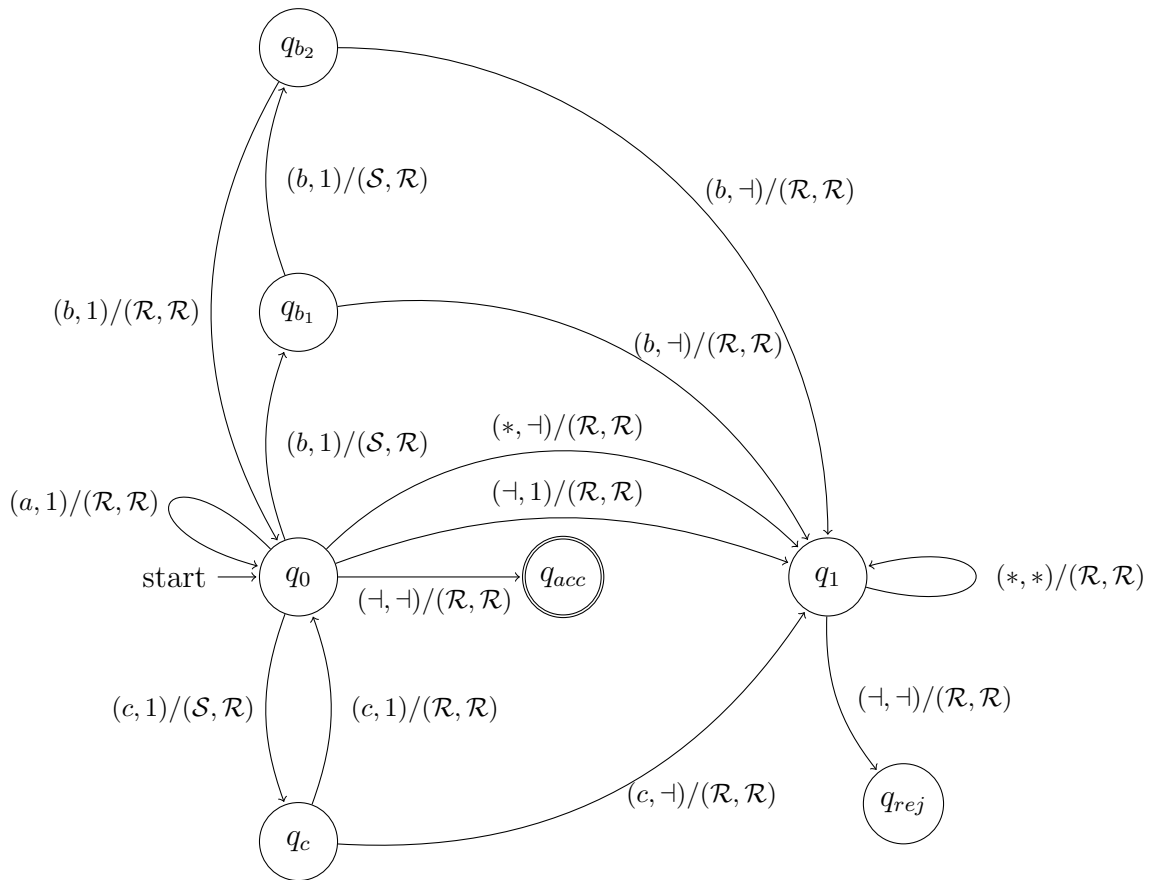 q_{b_2}
(b, 1)/(𝒮, ℛ)
(b, ⊣)/(ℛ, ℛ)
(b, 1)/(ℛ, ℛ)
q_{b_1}
(b, ⊣)/(ℛ, ℛ)
(b, 1)/(𝒮, ℛ)
(∗, ⊣)/(ℛ, ℛ)
(a, 1)/(ℛ, ℛ)
(⊣, 1)/(ℛ, ℛ)
start
q_0
q_{acc}
q_1
(∗, ∗)/(ℛ, ℛ)
(⊣, ⊣)/(ℛ, ℛ)
(c, 1)/(𝒮, ℛ)
(c, 1)/(ℛ, ℛ)
(⊣, ⊣)/(ℛ, ℛ)
(c, ⊣)/(ℛ, ℛ)
q_{rej}
q_c